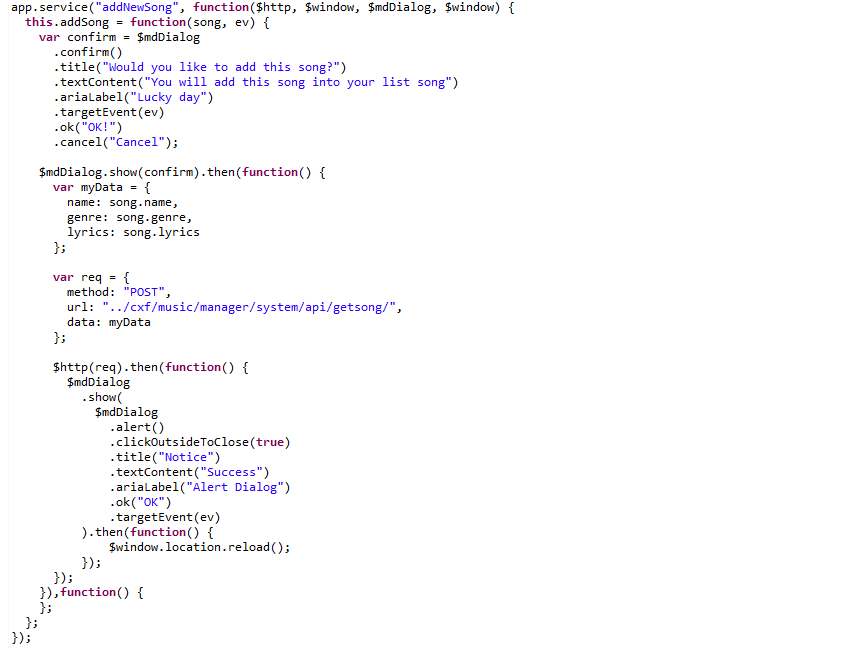 app.service("addNewSong", function($http, $window, $mdDialog, $window) {
  this.addSong = function(song, ev) {
    var confirm = $mdDialog
      .confirm()
      .title("Would you like to add this song?")
      .textContent("You will add this song into your list song")
      .ariaLabel("Lucky day")
      .targetEvent(ev)
      .ok("OK!")
      .cancel("Cancel");

    $mdDialog.show(confirm).then(function() {
      var myData = {
        name: song.name,
        genre: song.genre,
        lyrics: song.lyrics
      };

      var req = {
        method: "POST",
        url: "../cxf/music/manager/system/api/getsong/",
        data: myData
      };

      $http(req).then(function() {
        $mdDialog
          .show(
            $mdDialog
              .alert()
              .clickOutsideToClose(true)
              .title("Notice")
              .textContent("Success")
              .ariaLabel("Alert Dialog")
              .ok("OK")
              .targetEvent(ev)
          ).then(function() {
              $window.location.reload();
          });
      });
    }),function() {
    };
  };
});